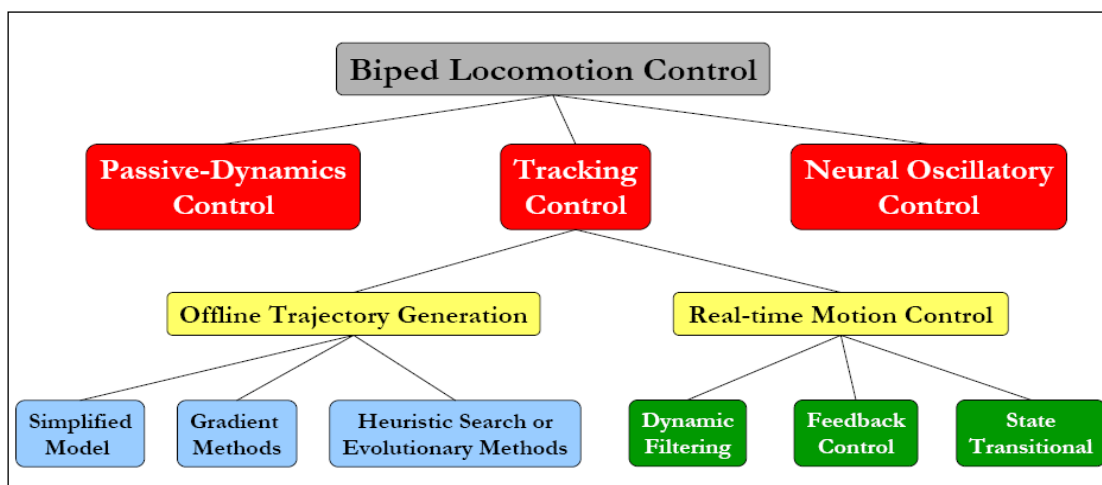 Biped Locomotion Control
Passive-Dynamics
Control
Tracking
Control
Neural Oscillatory
Control
Offline Trajectory Generation
Real-time Motion Control
Simplified
Model
Gradient
Methods
Heuristic Search or
Evolutionary Methods
Dynamic
Filtering
Feedback
Control
State
Transitional